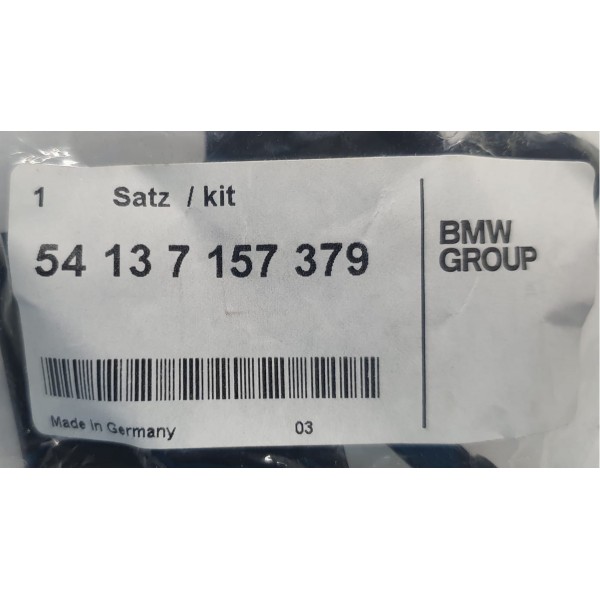 1 Satz / kit
54 13 7 157 379
BMW
GROUP
Made in Germany 03